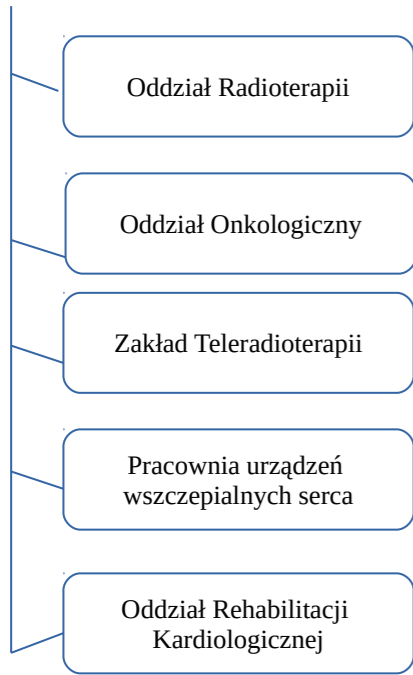 Oddział Radioterapii
Oddział Onkologiczny
Zakład Teleradioterapii
Pracownia urządzeń
wszczepialnych serca
Oddział Rehabilitacji
Kardiologicznej